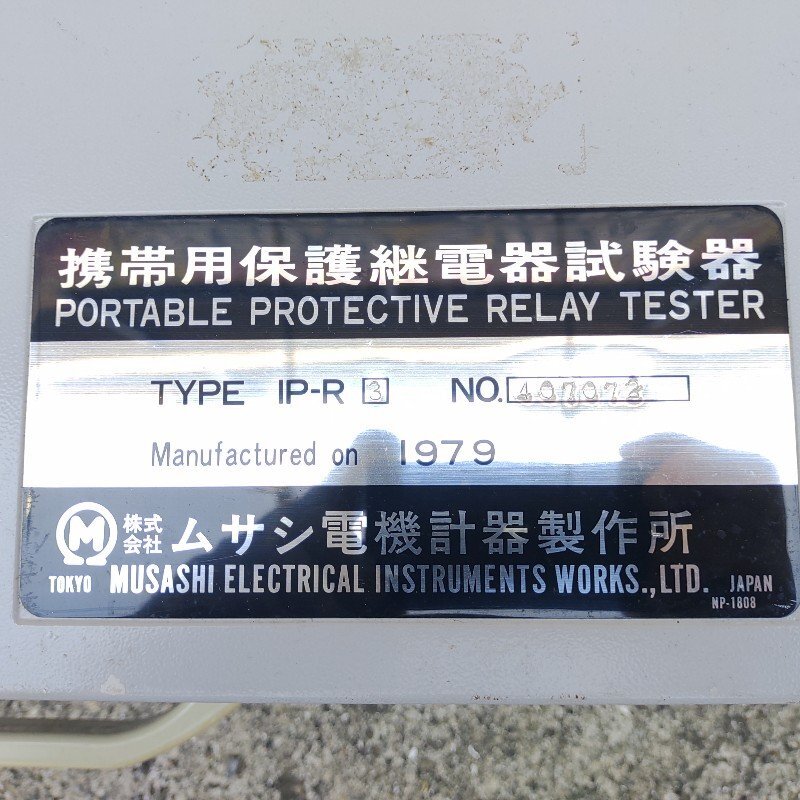 携帯用保護継電器試験器
PORTABLE PROTECTIVE RELAY TESTER
TYPE IP-R 3 NO. 407073
Manufactured on 1979
M 株式会社 ムサシ電機計器製作所
TOKYO MUSASHI ELECTRICAL INSTRUMENTS WORKS.,LTD. JAPAN
NP-1808